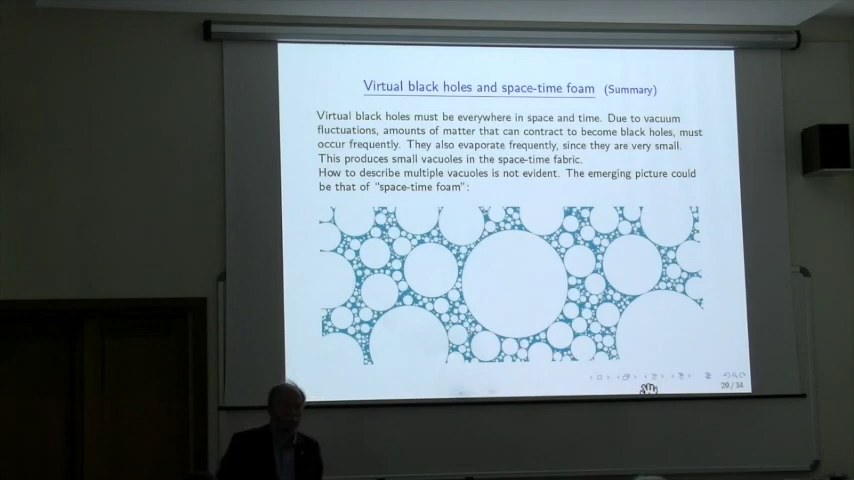 Virtual black holes and space-time foam (Summary)
Virtual black holes must be everywhere in space and time. Due to vacuum
fluctuations, amounts of matter that can contract to become black holes, must
occur frequently. They also evaporate frequently, since they are very small.
This produces small vacuoles in the space-time fabric.
How to describe multiple vacuoles is not evident. The emerging picture could
be that of "space-time foam":
29 / 34